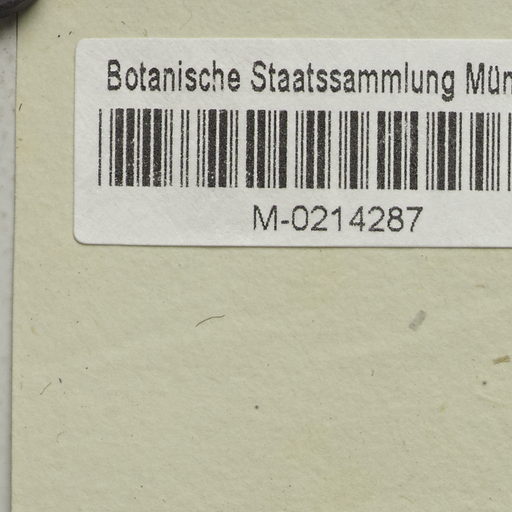 Botanische Staatssammlung Mün
M-0214287